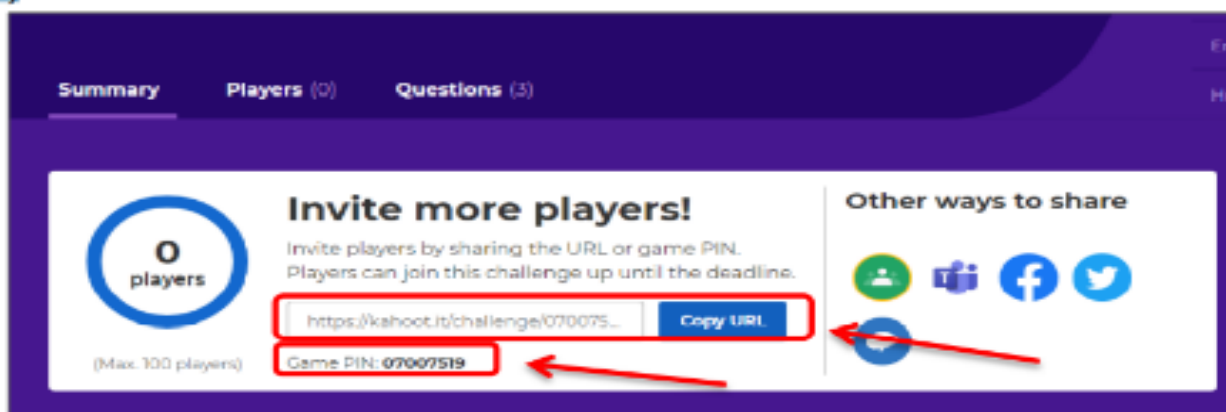 Summary Players (0) Questions (3)
Invite more players!
Invite players by sharing the URL or game PIN.
Players can join this challenge up until the deadline.
https://kahoot.it/challenge/070075... Copy URL
Game PIN: 07007519
0
players
(Max. 100 players)
Other ways to share